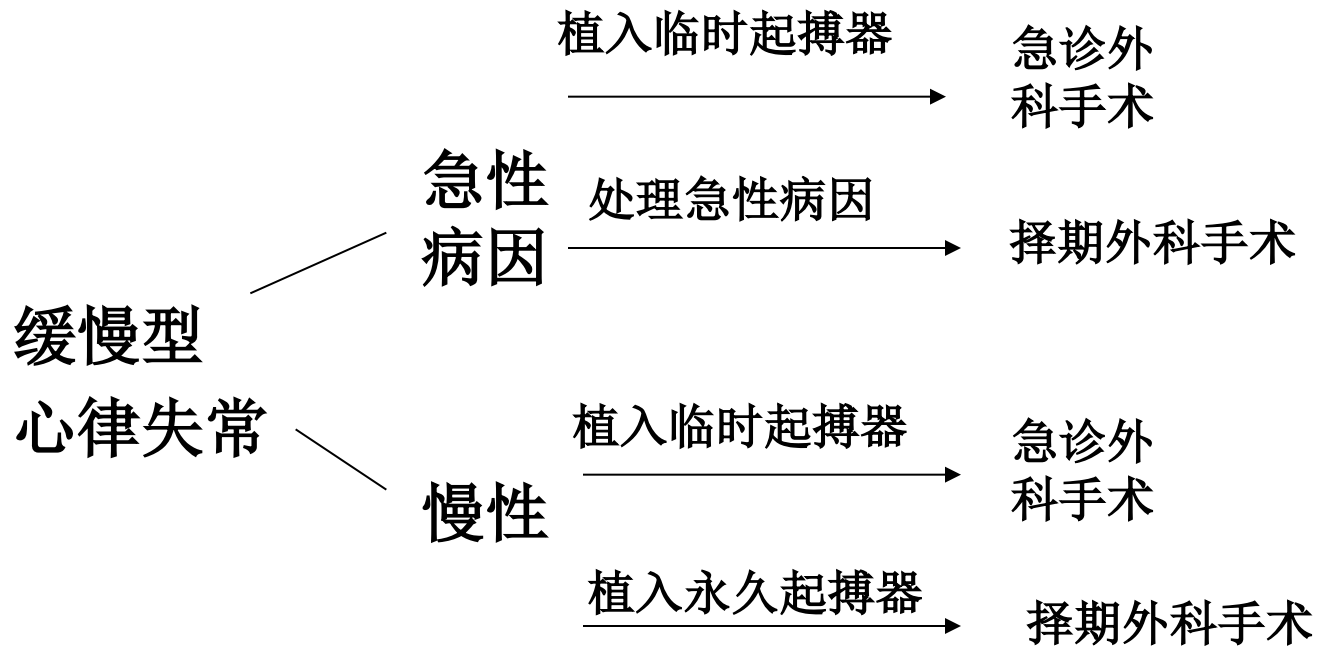 植入临时起搏器
急诊外
科手术
急性
病因
处理急性病因
择期外科手术
缓慢型
心律失常
植入临时起搏器
急诊外
科手术
慢性
植入永久起搏器
择期外科手术